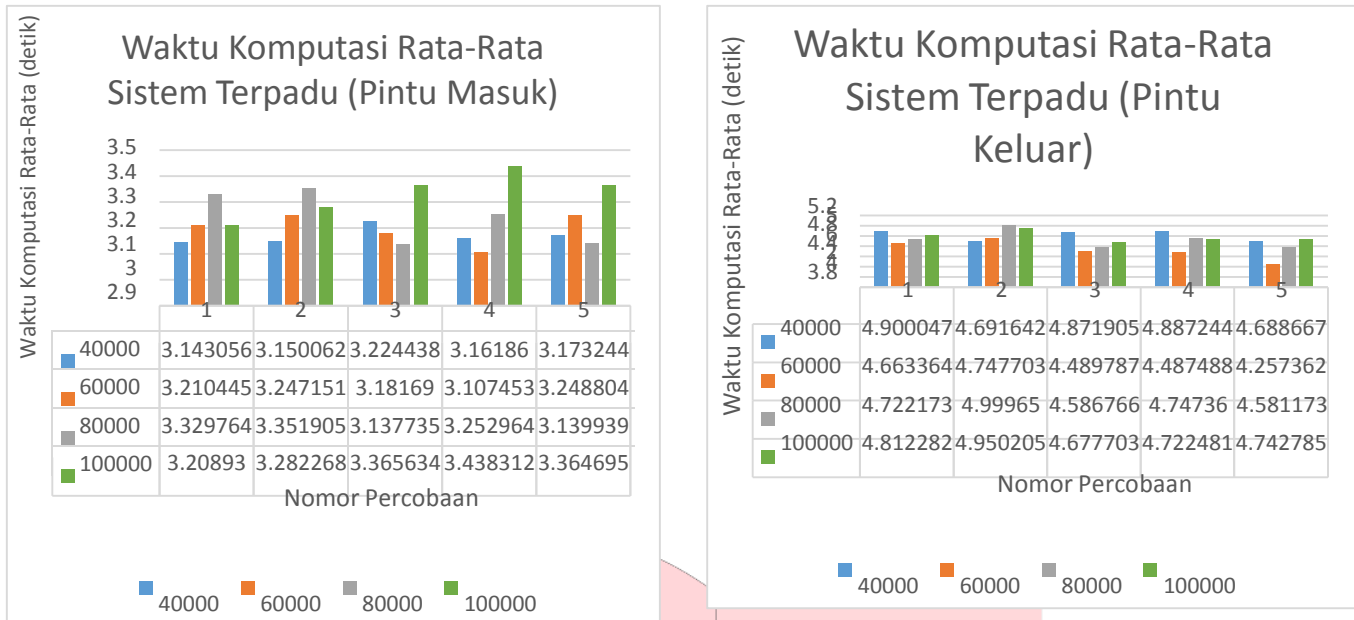 Waktu Komputasi Rata-Rata
Sistem Terpadu (Pintu Masuk)
Waktu Komputasi Rata-Rata (detik)
3.5
3.4
3.3
3.2
3.1
3
2.9
1 2 3 4 5
40000 3.143056 3.150062 3.224438 3.16186 3.173244
60000 3.210445 3.247151 3.18169 3.107453 3.248804
80000 3.329764 3.351905 3.137735 3.252964 3.139939
100000 3.20893 3.282268 3.365634 3.438312 3.364695
Nomor Percobaan
40000 60000 80000 100000
Waktu Komputasi Rata-Rata
Sistem Terpadu (Pintu
Keluar)
Waktu Komputasi Rata-Rata (detik)
5.2
5
4.8
4.6
4.4
4.2
4
3.8
1 2 3 4 5
40000 4.900047 4.691642 4.871905 4.887244 4.688667
60000 4.663364 4.747703 4.489787 4.487488 4.257362
80000 4.722173 4.99965 4.586766 4.74736 4.581173
100000 4.812282 4.950205 4.677703 4.722481 4.742785
Nomor Percobaan
40000 60000 80000 100000